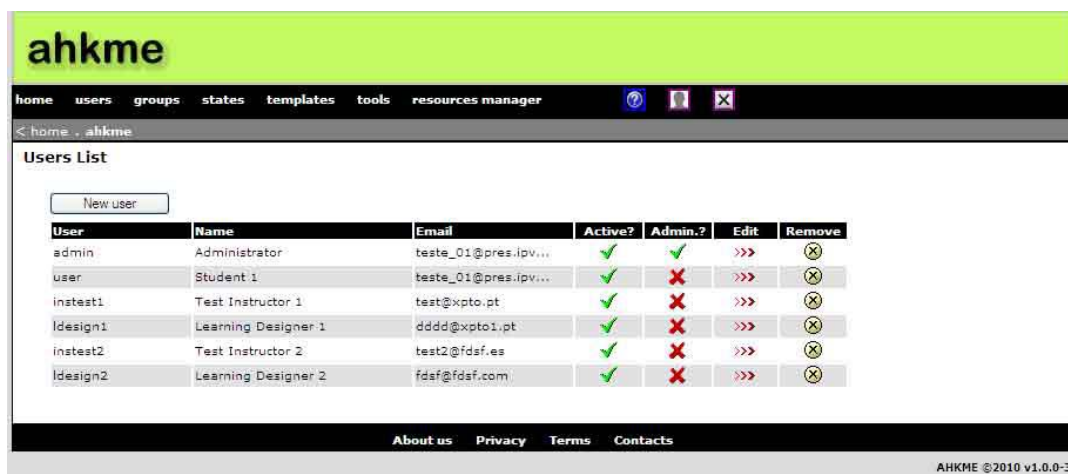 ahkme
home users groups states templates tools resources manager
< home . ahkme
Users List
New user
User Name Email Active? Admin.? Edit Remove
admin Administrator teste_01@pres.ipv... >>>
user Student 1 teste_01@pres.ipv... >>>
instest1 Test Instructor 1 test@xpto.pt >>>
ldesign1 Learning Designer 1 dddd@xpto1.pt >>>
instest2 Test Instructor 2 test2@fdsf.es >>>
ldesign2 Learning Designer 2 fdsf@fdsf.com >>>
About us Privacy Terms Contacts
AHKME ©2010 v1.0.0-3